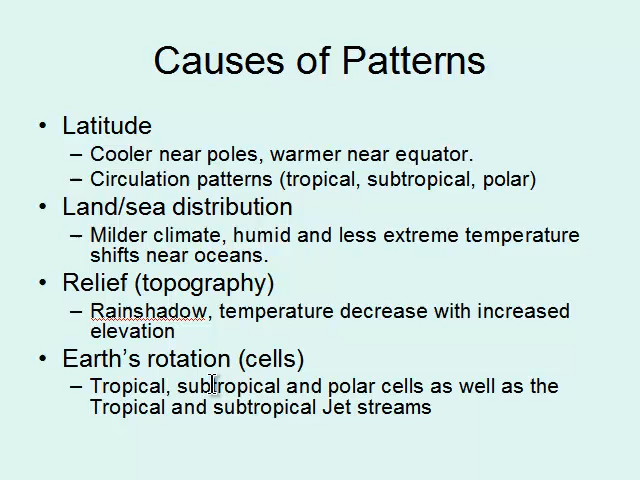 Causes of Patterns
• Latitude
– Cooler near poles, warmer near equator.
– Circulation patterns (tropical, subtropical, polar)
• Land/sea distribution
– Milder climate, humid and less extreme temperature
shifts near oceans.
• Relief (topography)
– Rainshadow, temperature decrease with increased
elevation
• Earth's rotation (cells)
– Tropical, subtropical and polar cells as well as the
Tropical and subtropical Jet streams